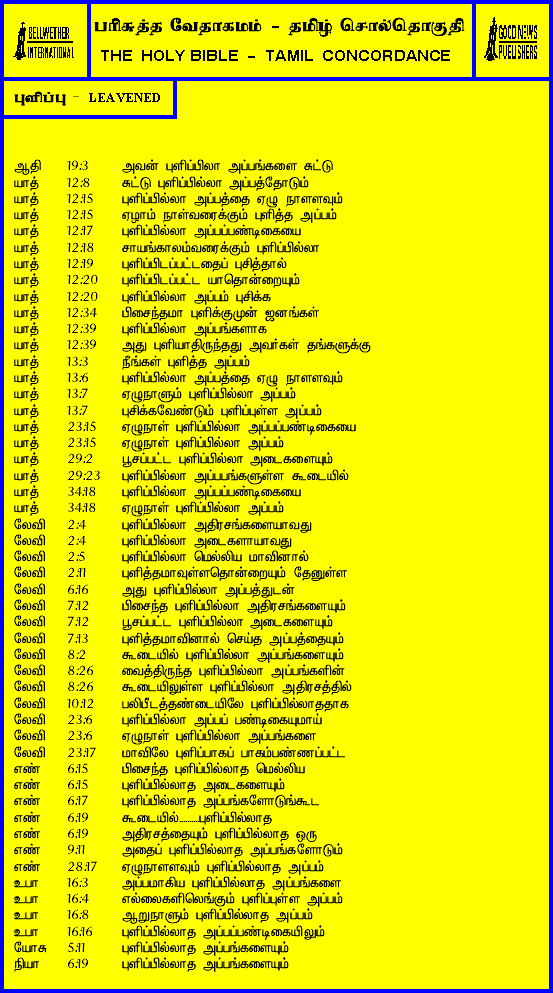 BELLWETHER
INTERNATIONAL
பரிசுத்த வேதாகமம் - தமிழ் சொல்தொகுதி
THE HOLY BIBLE - TAMIL CONCORDANCE
GOOD NEWS
PUBLISHERS
புளிப்பு - LEAVENED
ஆதி 19:3 அவன் புளிப்பிலா அப்பங்களை சுட்டு
யாத் 12:8 சுட்டு புளிப்பில்லா அப்பத்தோடும்
யாத் 12:15 புளிப்பில்லா அப்பத்தை ஏழு நாளளவும்
யாத் 12:15 ஏழாம் நாள்வரைக்கும் புளித்த அப்பம்
யாத் 12:17 புளிப்பில்லா அப்பப்பண்டிகையை
யாத் 12:18 சாயங்காலம்வரைக்கும் புளிப்பில்லா
யாத் 12:19 புளிப்பிடப்பட்டதைப் புசித்தால்
யாத் 12:20 புளிப்பிடப்பட்ட யாதொன்றையும்
யாத் 12:20 புளிப்பில்லா அப்பம் புசிக்க
யாத் 12:34 பிசைந்தமா புளிக்குமுன் ஜனங்கள்
யாத் 12:39 புளிப்பில்லா அப்பங்களாக
யாத் 12:39 அது புளியாதிருந்தது அவர்கள் தங்களுக்கு
யாத் 13:3 நீங்கள் புளித்த அப்பம்
யாத் 13:6 புளிப்பில்லா அப்பத்தை ஏழு நாளளவும்
யாத் 13:7 ஏழுநாளும் புளிப்பில்லா அப்பம்
யாத் 13:7 புசிக்கவேண்டும் புளிப்புள்ள அப்பம்
யாத் 23:15 ஏழுநாள் புளிப்பில்லா அப்பப்பண்டிகையை
யாத் 23:15 ஏழுநாள் புளிப்பில்லா அப்பம்
யாத் 29:2 பூசப்பட்ட புளிப்பில்லா அடைகளையும்
யாத் 29:23 புளிப்பில்லா அப்பங்களுள்ள கூடையில்
யாத் 34:18 புளிப்பில்லா அப்பப்பண்டிகையை
யாத் 34:18 ஏழுநாள் புளிப்பில்லா அப்பம்
லேவி 2:4 புளிப்பில்லா அதிரசங்களையாவது
லேவி 2:4 புளிப்பில்லா அடைகளாயாவது
லேவி 2:5 புளிப்பில்லா மெல்லிய மாவினால்
லேவி 2:11 புளித்தமாவுள்ளதொன்றையும் தேனுள்ள
லேவி 6:16 அது புளிப்பில்லா அப்பத்துடன்
லேவி 7:12 பிசைந்த புளிப்பில்லா அதிரசங்களையும்
லேவி 7:12 பூசப்பட்ட புளிப்பில்லா அடைகளையும்
லேவி 7:13 புளித்தமாவினால் செய்த அப்பத்தையும்
லேவி 8:2 கூடையில் புளிப்பில்லா அப்பங்களையும்
லேவி 8:26 வைத்திருந்த புளிப்பில்லா அப்பங்களின்
லேவி 8:26 கூடையிலுள்ள புளிப்பில்லா அதிரசத்தில்
லேவி 10:12 பலிபீடத்தண்டையிலே புளிப்பில்லாததாக
லேவி 23:6 புளிப்பில்லா அப்பப் பண்டிகையுமாய்
லேவி 23:6 ஏழுநாள் புளிப்பில்லா அப்பங்களை
லேவி 23:17 மாவிலே புளிப்பாகப் பாகம்பண்ணப்பட்ட
எண் 6:15 பிசைந்த புளிப்பில்லாத மெல்லிய
எண் 6:15 புளிப்பில்லாத அடைகளையும்
எண் 6:17 புளிப்பில்லாத அப்பங்களோடுங்கூட
எண் 6:19 கூடையில்.........புளிப்பில்லாத
எண் 6:19 அதிரசத்தையும் புளிப்பில்லாத ஒரு
எண் 9:11 அதைப் புளிப்பில்லாத அப்பங்களோடும்
எண் 28:17 ஏழுநாளளவும் புளிப்பில்லாத அப்பம்
உபா 16:3 அப்பமாகிய புளிப்பில்லாத அப்பங்களை
உபா 16:4 எல்லைகளிலெங்கும் புளிப்புள்ள அப்பம்
உபா 16:8 ஆறுநாளும் புளிப்பில்லாத அப்பம்
உபா 16:16 புளிப்பில்லாத அப்பப்பண்டிகையிலும்
யோசு 5:11 புளிப்பில்லாத அப்பங்களையும்
நியா 6:19 புளிப்பில்லாத அப்பங்களையும்